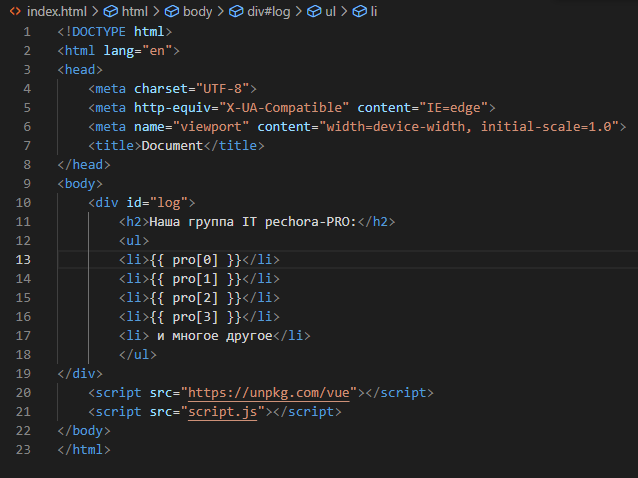 index.html > html > body > div#log > ul > li
1 <!DOCTYPE html>
2 <html lang="en">
3 <head>
4 <meta charset="UTF-8">
5 <meta http-equiv="X-UA-Compatible" content="IE=edge">
6 <meta name="viewport" content="width=device-width, initial-scale=1.0">
7 <title>Document</title>
8 </head>
9 <body>
10 <div id="log">
11 <h2>Наша группа IT pechora-PRO:</h2>
12 <ul>
13 <li>{{ pro[0] }}</li>
14 <li>{{ pro[1] }}</li>
15 <li>{{ pro[2] }}</li>
16 <li>{{ pro[3] }}</li>
17 <li> и многое другое</li>
18 </ul>
19 </div>
20 <script src="https://unpkg.com/vue"></script>
21 <script src="script.js"></script>
22 </body>
23 </html>